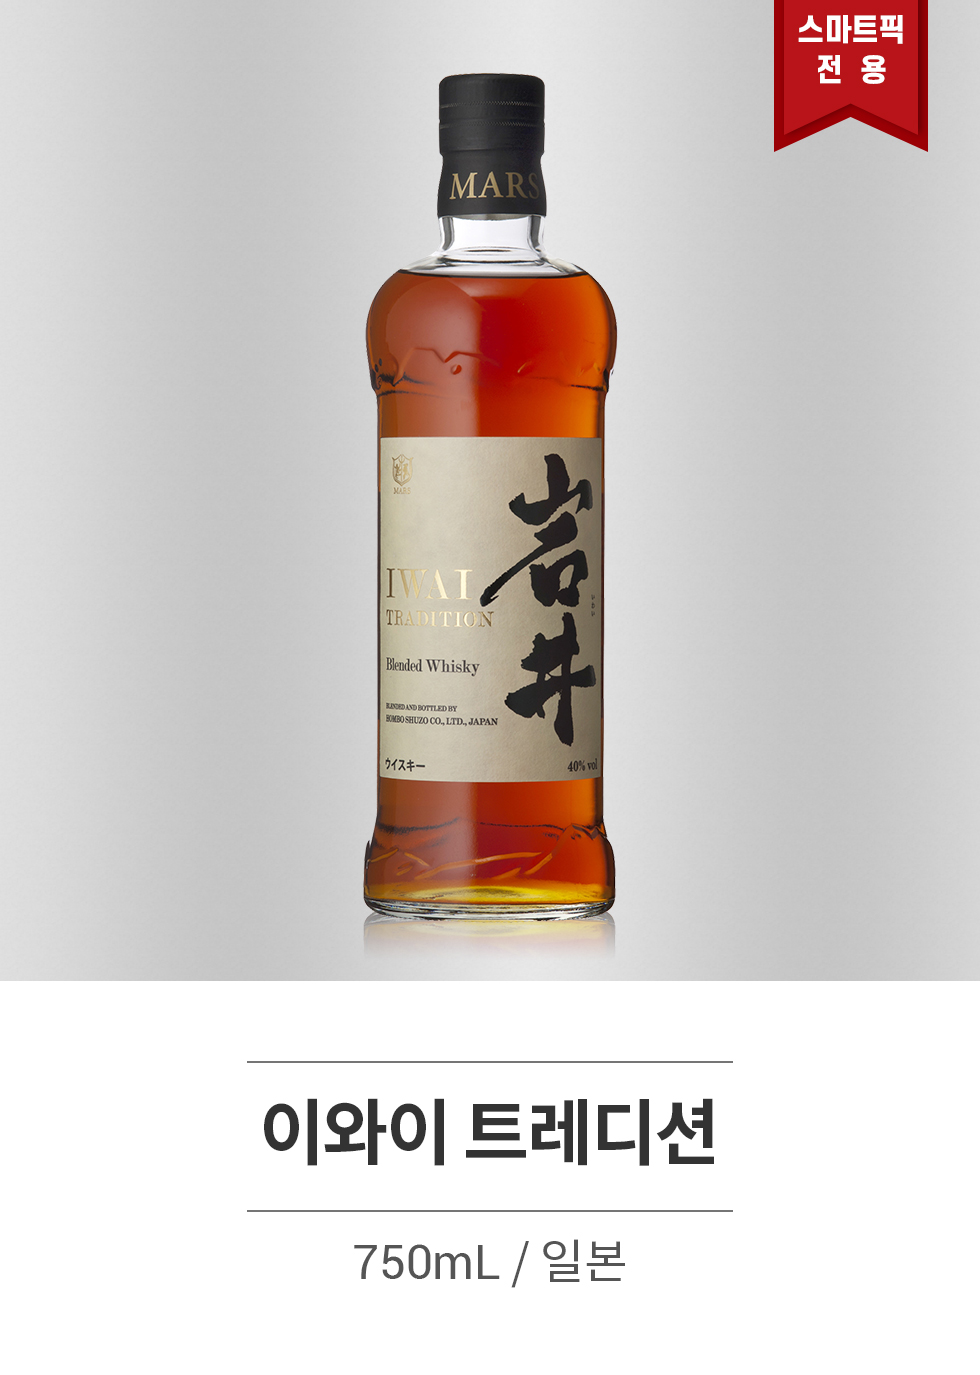 스마트픽
전 용
MARS
MARS
岩井
IWAI
TRADITION
Blended Whisky
BLENDED AND BOTTLED BY
HOMBO SHUZO CO., LTD., JAPAN
ウイスキー
40% vol
이와이 트레디션
750mL / 일본